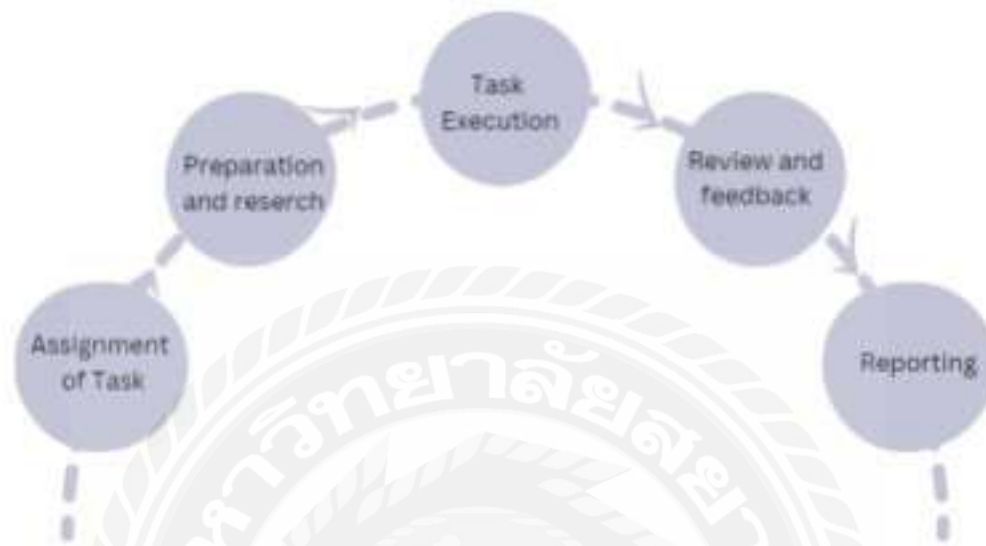 Task
Execution
Preparation
and reserch
Review and
feedback
Assignment
of Task
Reporting